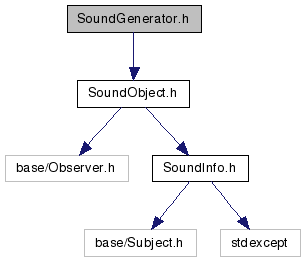 SoundGenerator.h
SoundObject.h
base/Observer.h
SoundInfo.h
base/Subject.h
stdexcept